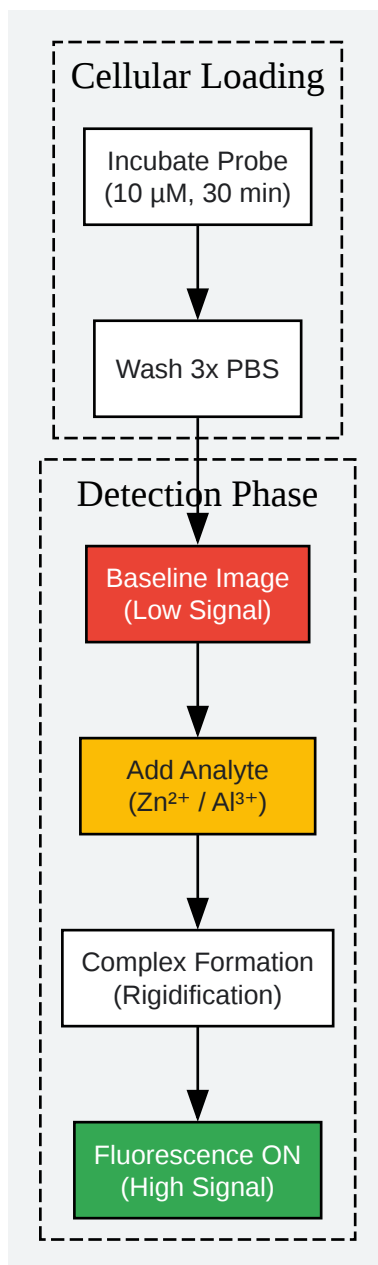 Cellular Loading
Incubate Probe
(10 µM, 30 min)
Wash 3x PBS
Detection Phase
Baseline Image
(Low Signal)
Add Analyte
(Zn²⁺ / Al³⁺)
Complex Formation
(Rigidification)
Fluorescence ON
(High Signal)